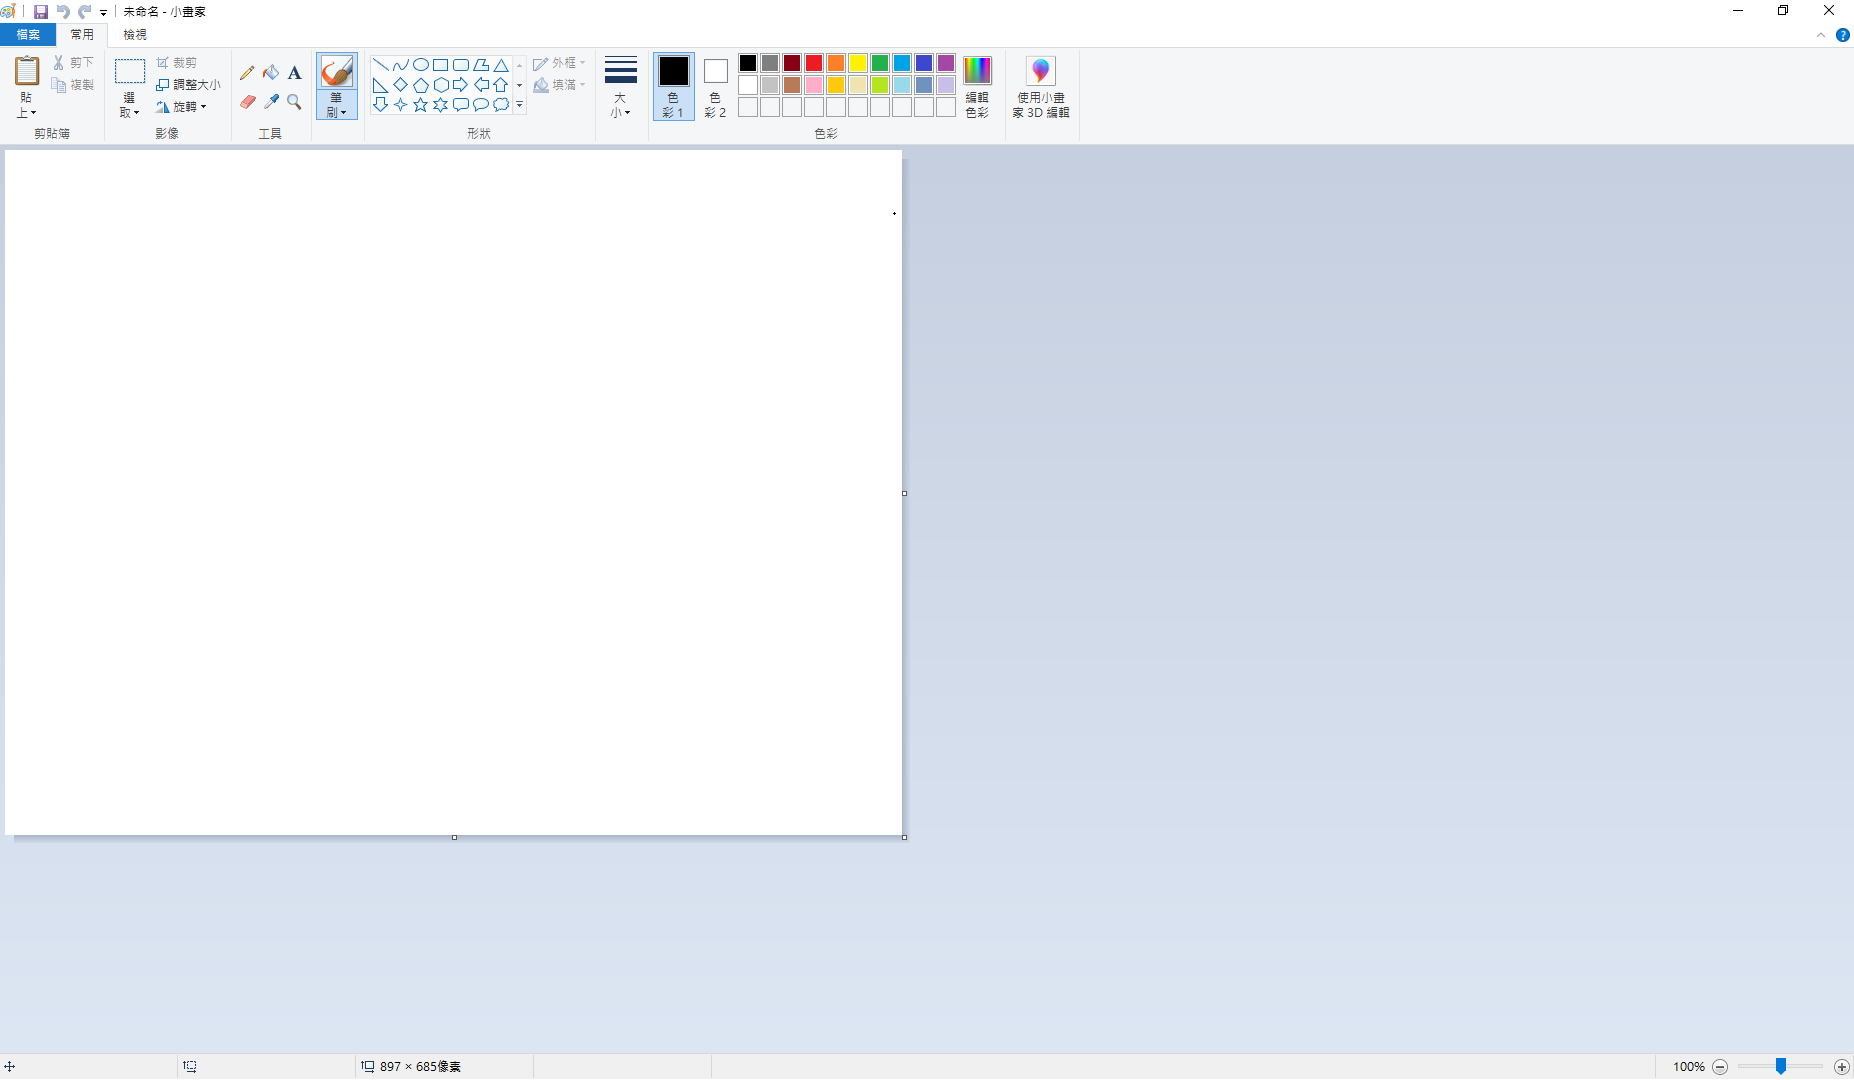 未命名 - 小畫家
檔案 常用 檢視
貼上
剪下
複製
剪貼簿
選取
裁剪
調整大小
旋轉
影像
A
工具
筆刷
外框
填滿
形狀
大小
色彩 1
色彩 2
編輯色彩
色彩
使用小畫家 3D 編輯
897 × 685像素
100%